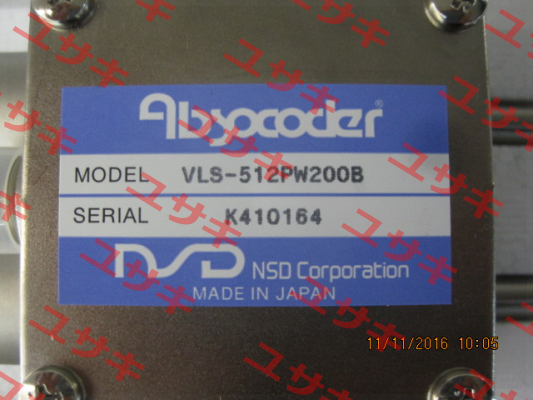 Absocoder®
MODEL VLS-512PW200B
SERIAL K410164
NSD NSD Corporation
MADE IN JAPAN
11/11/2016 10:05
ユサキ